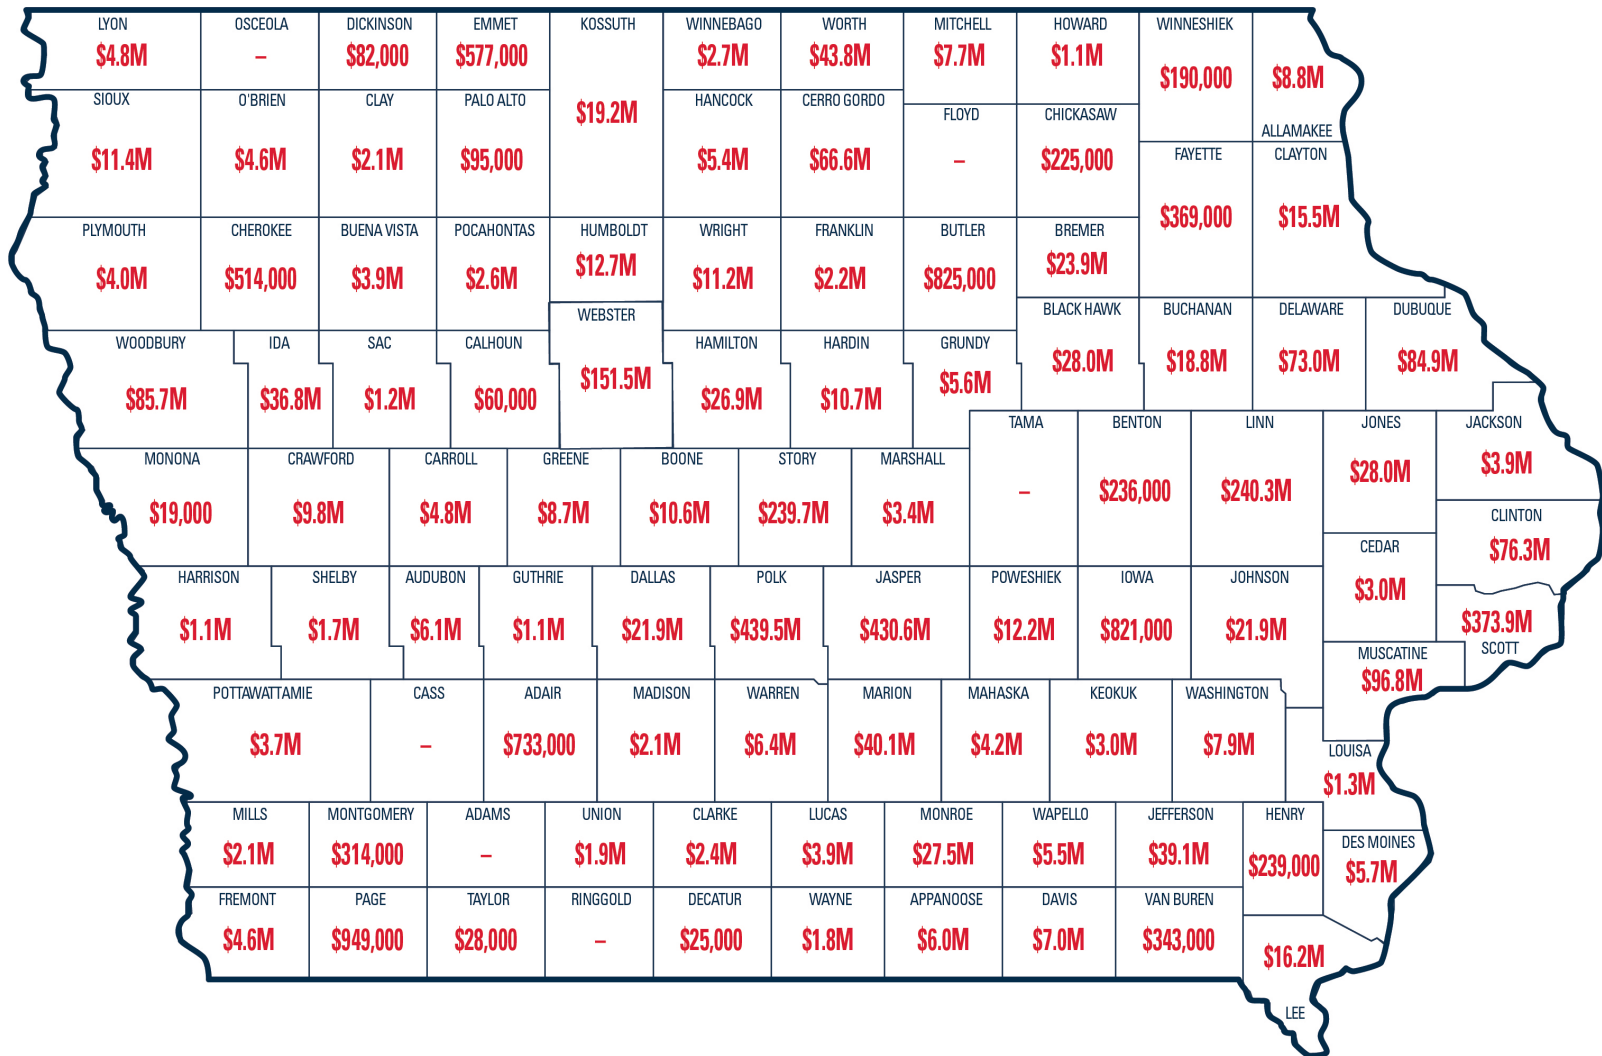 LYON
$4.8M
OSCEOLA
–
DICKINSON
$82,000
EMMET
$577,000
KOSSUTH
$19.2M
WINNEBAGO
$2.7M
WORTH
$43.8M
MITCHELL
$7.7M
HOWARD
$1.1M
WINNESHIEK
$190,000
$8.8M
ALLAMAKEE
SIOUX
$11.4M
O'BRIEN
$4.6M
CLAY
$2.1M
PALO ALTO
$95,000
HANCOCK
$5.4M
CERRO GORDO
$66.6M
FLOYD
–
CHICKASAW
$225,000
FAYETTE
$369,000
CLAYTON
$15.5M
PLYMOUTH
$4.0M
CHEROKEE
$514,000
BUENA VISTA
$3.9M
POCAHONTAS
$2.6M
HUMBOLDT
$12.7M
WRIGHT
$11.2M
FRANKLIN
$2.2M
BUTLER
$825,000
BREMER
$23.9M
WOODBURY
$85.7M
IDA
$36.8M
SAC
$1.2M
CALHOUN
$60,000
WEBSTER
$151.5M
HAMILTON
$26.9M
HARDIN
$10.7M
GRUNDY
$5.6M
BLACK HAWK
$28.0M
BUCHANAN
$18.8M
DELAWARE
$73.0M
DUBUQUE
$84.9M
MONONA
$19,000
CRAWFORD
$9.8M
CARROLL
$4.8M
GREENE
$8.7M
BOONE
$10.6M
STORY
$239.7M
MARSHALL
$3.4M
TAMA
–
BENTON
$236,000
LINN
$240.3M
JONES
$28.0M
JACKSON
$3.9M
CLINTON
$76.3M
CEDAR
$3.0M
HARRISON
$1.1M
SHELBY
$1.7M
AUDUBON
$6.1M
GUTHRIE
$1.1M
DALLAS
$21.9M
POLK
$439.5M
JASPER
$430.6M
POWESHIEK
$12.2M
IOWA
$821,000
JOHNSON
$21.9M
$373.9M
SCOTT
MUSCATINE
$96.8M
POTTAWATTAMIE
$3.7M
CASS
–
ADAIR
$733,000
MADISON
$2.1M
WARREN
$6.4M
MARION
$40.1M
MAHASKA
$4.2M
KEOKUK
$3.0M
WASHINGTON
$7.9M
LOUISA
$1.3M
MILLS
$2.1M
MONTGOMERY
$314,000
ADAMS
–
UNION
$1.9M
CLARKE
$2.4M
LUCAS
$3.9M
MONROE
$27.5M
WAPELLO
$5.5M
JEFFERSON
$39.1M
HENRY
$239,000
DES MOINES
$5.7M
FREMONT
$4.6M
PAGE
$949,000
TAYLOR
$28,000
RINGGOLD
–
DECATUR
$25,000
WAYNE
$1.8M
APPANOOSE
$6.0M
DAVIS
$7.0M
VAN BUREN
$343,000
$16.2M
LEE